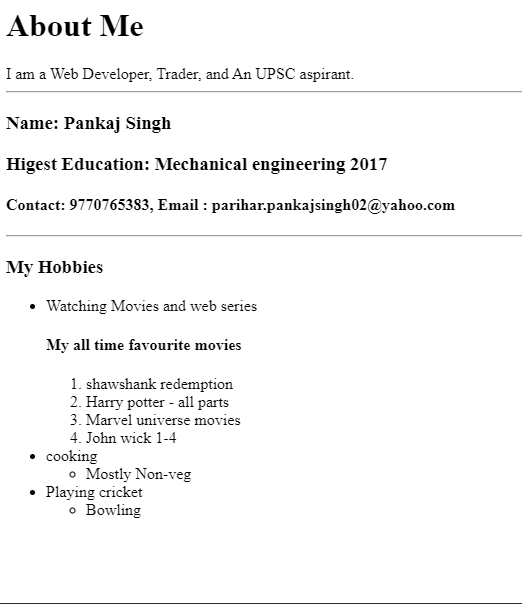 About Me
I am a Web Developer, Trader, and An UPSC aspirant.
Name: Pankaj Singh
Higest Education: Mechanical engineering 2017
Contact: 9770765383, Email : parihar.pankajsingh02@yahoo.com
My Hobbies
• Watching Movies and web series
My all time favourite movies
1. shawshank redemption
2. Harry potter - all parts
3. Marvel universe movies
4. John wick 1-4
• cooking
◦ Mostly Non-veg
• Playing cricket
◦ Bowling